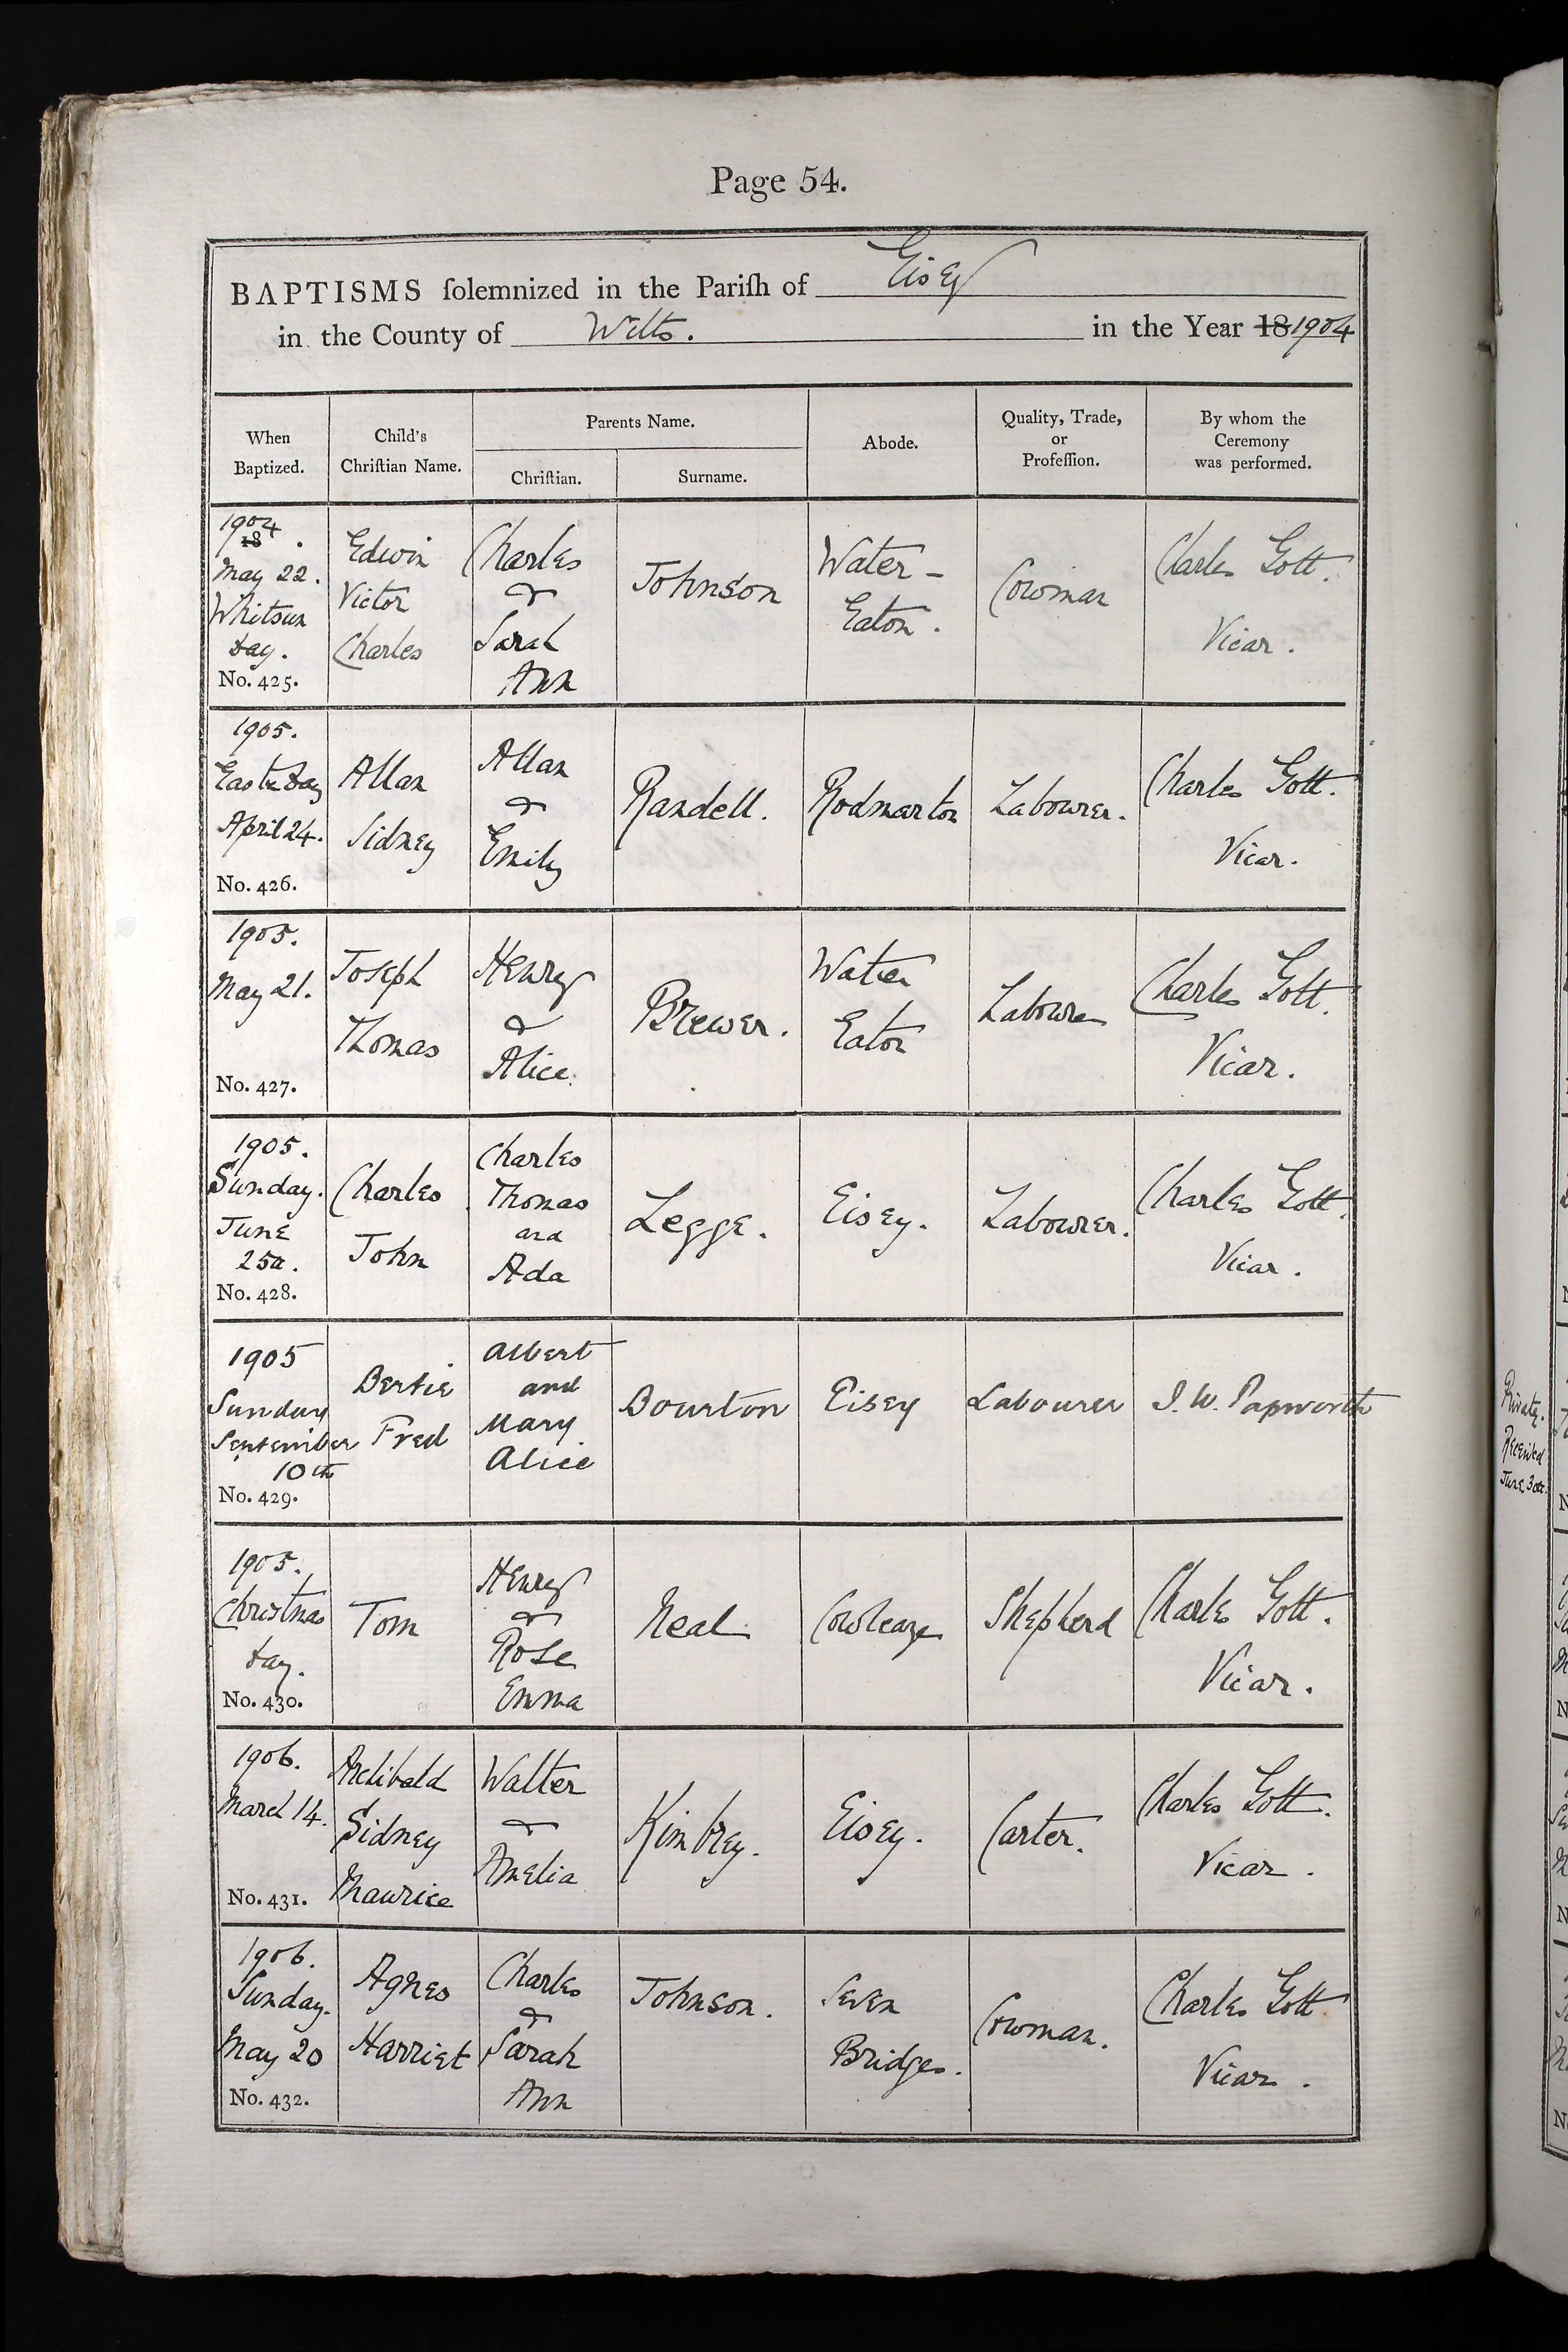 Page 54.
BAPTISMS ſolemnized in the Pariſh of Eisey
in the County of Wilts. in the Year 18 1904
When Baptized.
Child's Chriſtian Name.
Parents Name.
Chriſtian.
Surname.
Abode.
Quality, Trade, or Profeſſion.
By whom the Ceremony was performed.
1904
18 .
May 22.
Whitsun
day.
No. 425.
Edwin
Victor
Charles
Charles
&
Sarah
Ann
Johnson
Water-
Eaton.
Cowman
Charles Gott.
Vicar.
1905.
Easter Day
April 24.
No. 426.
Allan
Sidney
Allan
&
Emily
Randell.
Rodmarton
Labourer.
Charles Gott.
Vicar.
1905.
May 21.
No. 427.
Joseph
Thomas
Henry
&
Alice.
Brewer.
Water
Eaton
Labourer
Charles Gott.
Vicar.
1905.
Sunday.
June
25th.
No. 428.
Charles
John
Charles
Thomas
and
Ada
Legge.
Eisey.
Labourer.
Charles Gott.
Vicar.
1905
Sunday
September
10th
No. 429.
Bertie
Fred
Albert
and
Mary
Alice
Bourton
Eisey
Labourer
J. W. Papworth
1905.
Christmas
day.
No. 430.
Tom
Henry
&
Rose
Emma
Neal
Cowleaze
Shepherd
Charles Gott.
Vicar.
1906.
March 14.
No. 431.
Archibald
Sidney
Maurice
Walter
&
Amelia
Kimbrey.
Eisey.
Carter.
Charles Gott.
Vicar.
1906.
Sunday.
May 20
No. 432.
Agnes
Harriet
Charles
&
Sarah
Ann
Johnson.
Seven
Bridges.
Cowman.
Charles Gott
Vicar.
Private.
Received
June 30th.